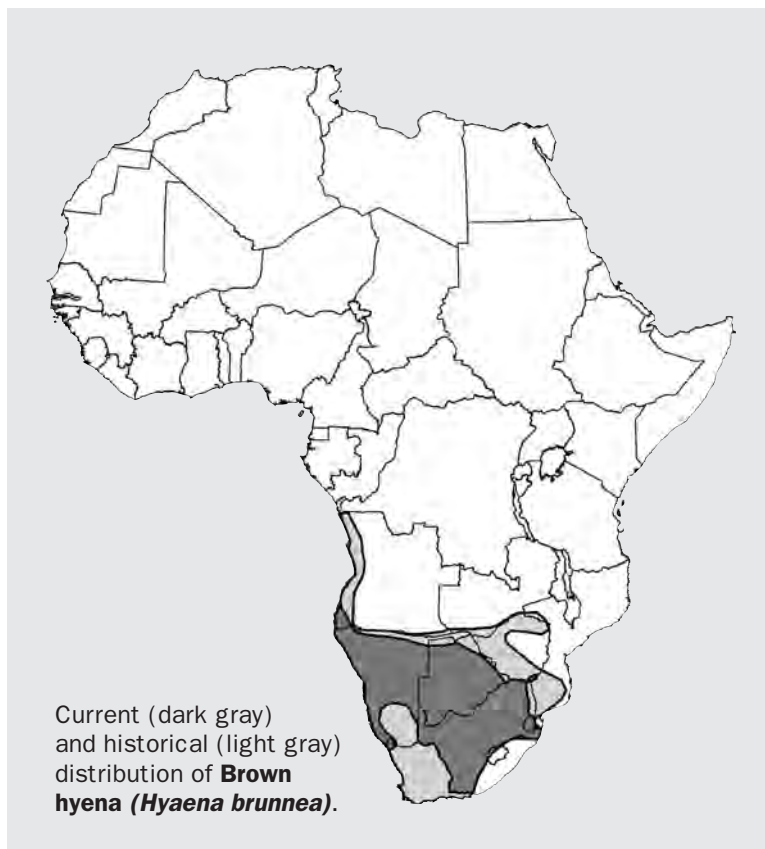 Current (dark gray)
and historical (light gray)
distribution of Brown
hyena (Hyaena brunnea).